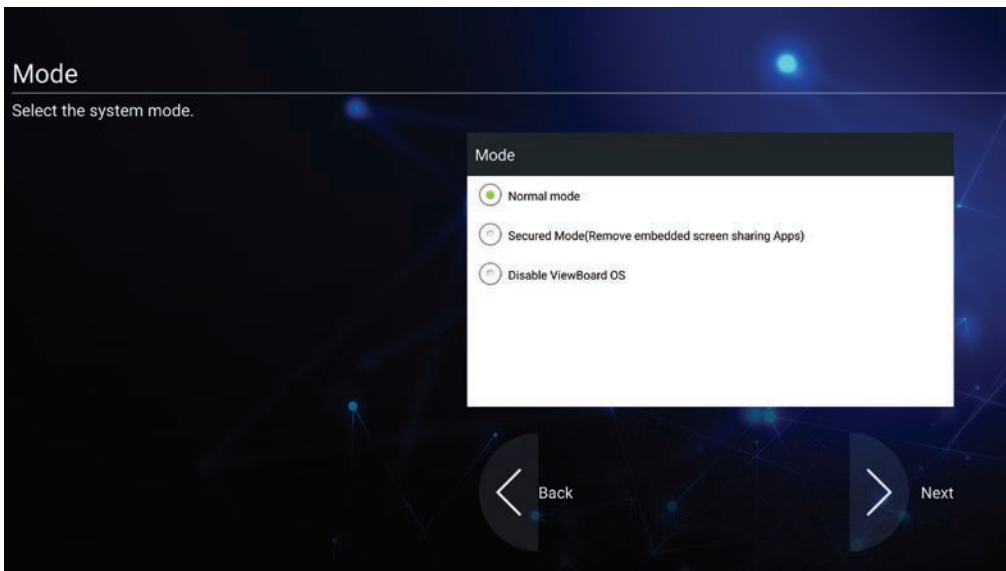 Mode
Select the system mode.
Mode
Normal mode
Secured Mode(Remove embedded screen sharing Apps)
Disable ViewBoard OS
Back
Next